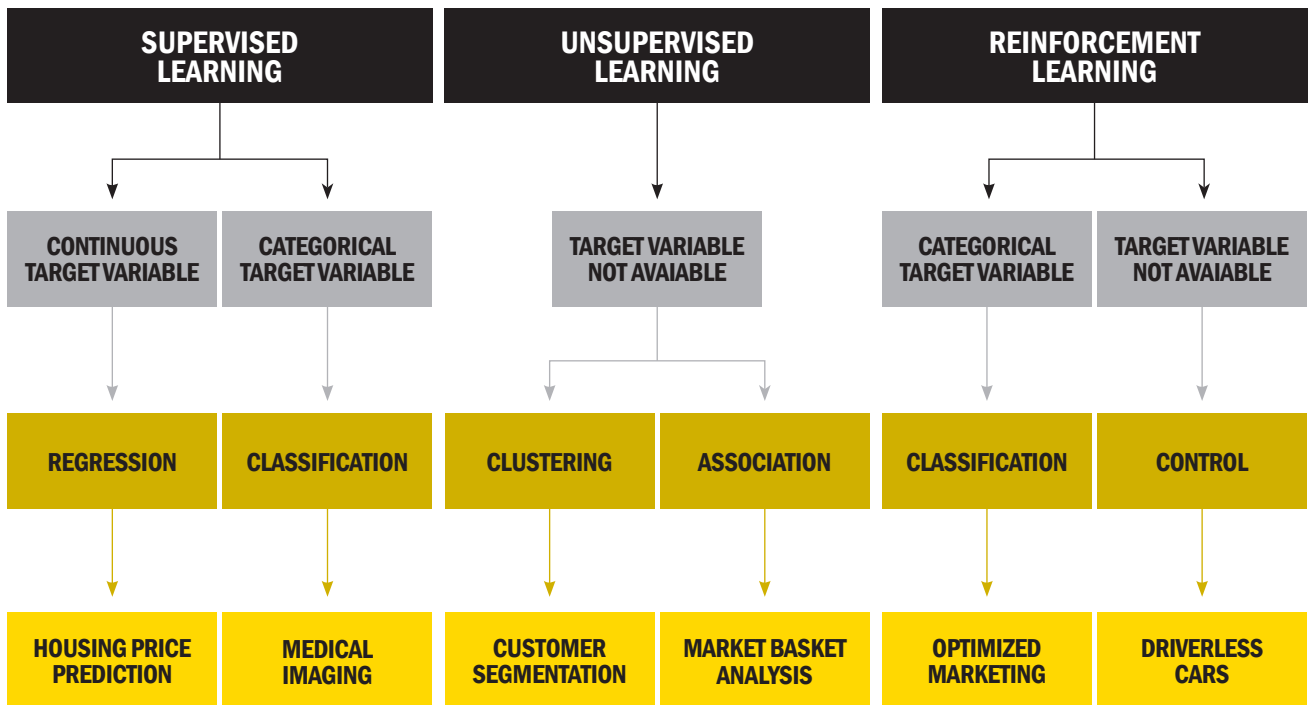 SUPERVISED
LEARNING
UNSUPERVISED
LEARNING
REINFORCEMENT
LEARNING
CONTINUOUS
TARGET VARIABLE
CATEGORICAL
TARGET VARIABLE
TARGET VARIABLE
NOT AVAIABLE
CATEGORICAL
TARGET VARIABLE
TARGET VARIABLE
NOT AVAIABLE
REGRESSION
CLASSIFICATION
CLUSTERING
ASSOCIATION
CLASSIFICATION
CONTROL
HOUSING PRICE
PREDICTION
MEDICAL
IMAGING
CUSTOMER
SEGMENTATION
MARKET BASKET
ANALYSIS
OPTIMIZED
MARKETING
DRIVERLESS
CARS